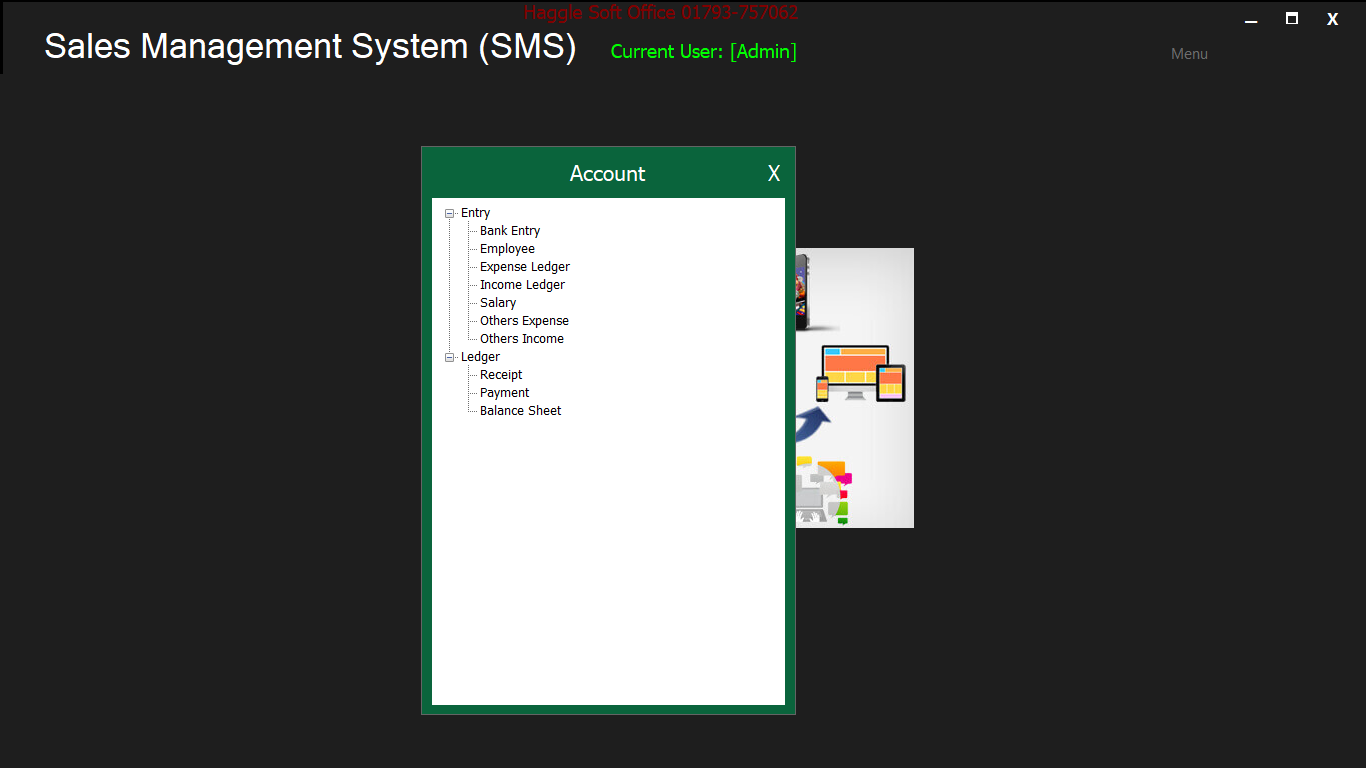 Haggle Soft Office 01793-757062
Sales Management System (SMS)
Current User: [Admin]
X
Menu
Account
X
Entry
Bank Entry
Employee
Expense Ledger
Income Ledger
Salary
Others Expense
Others Income
Ledger
Receipt
Payment
Balance Sheet